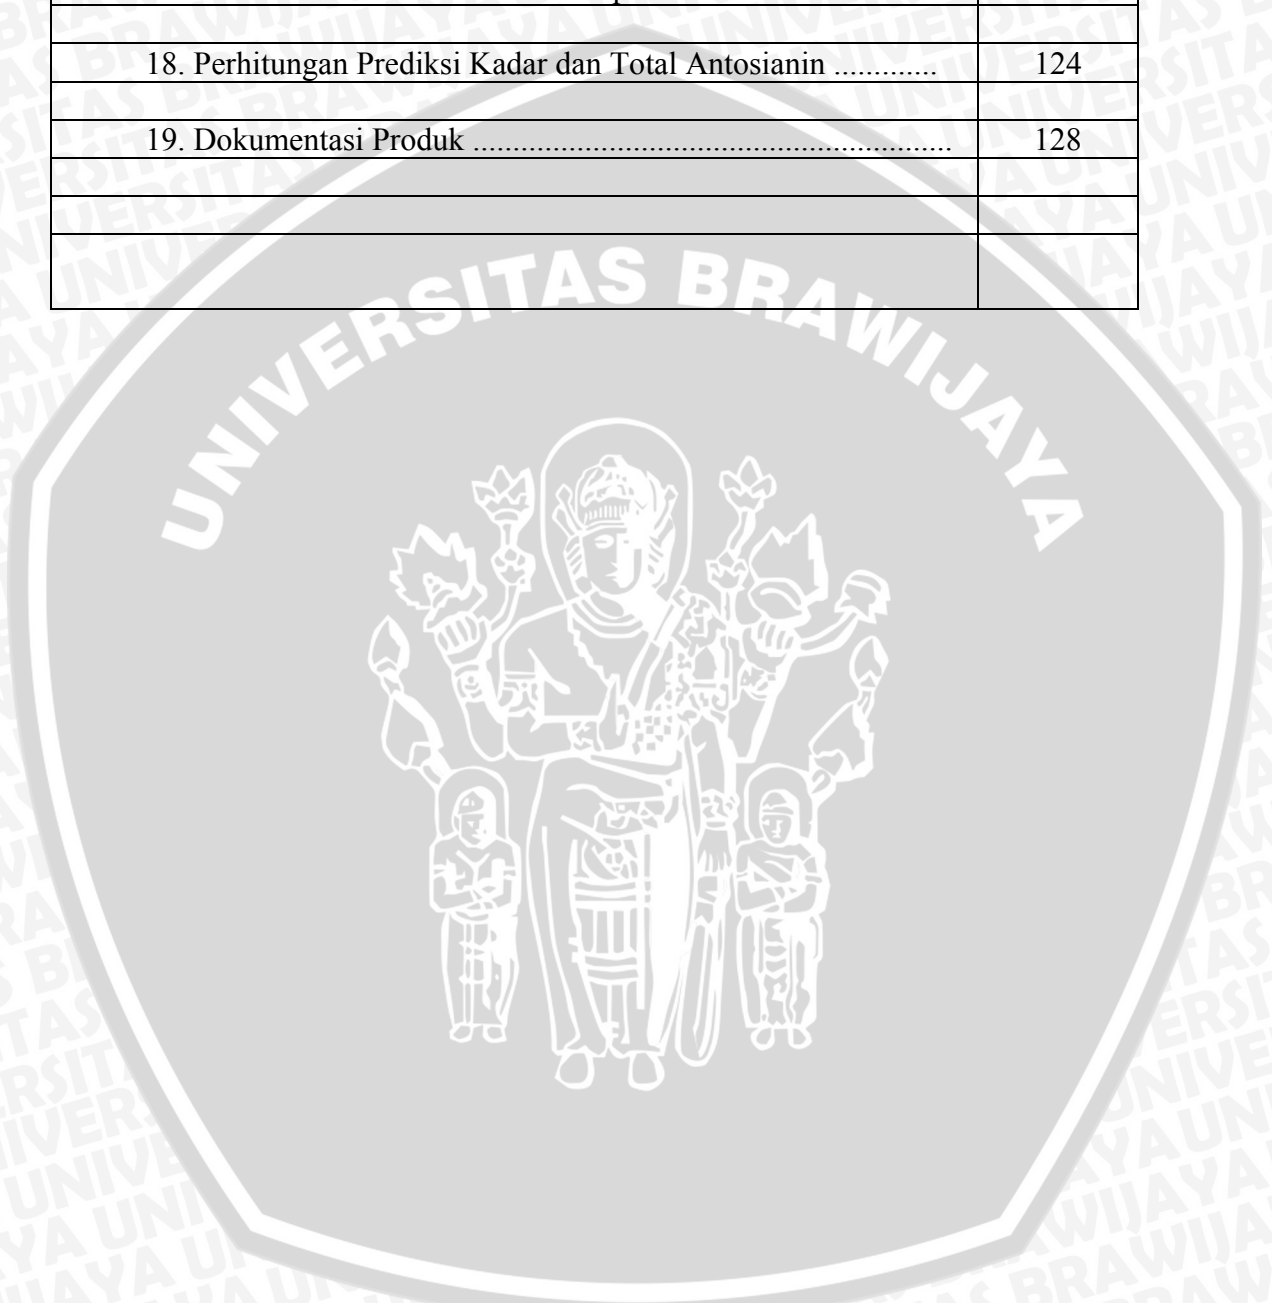 18. Perhitungan Prediksi Kadar dan Total Antosianin ............. 124
19. Dokumentasi Produk ............................................................ 128
UNIVERSITAS BRAWIJAYA